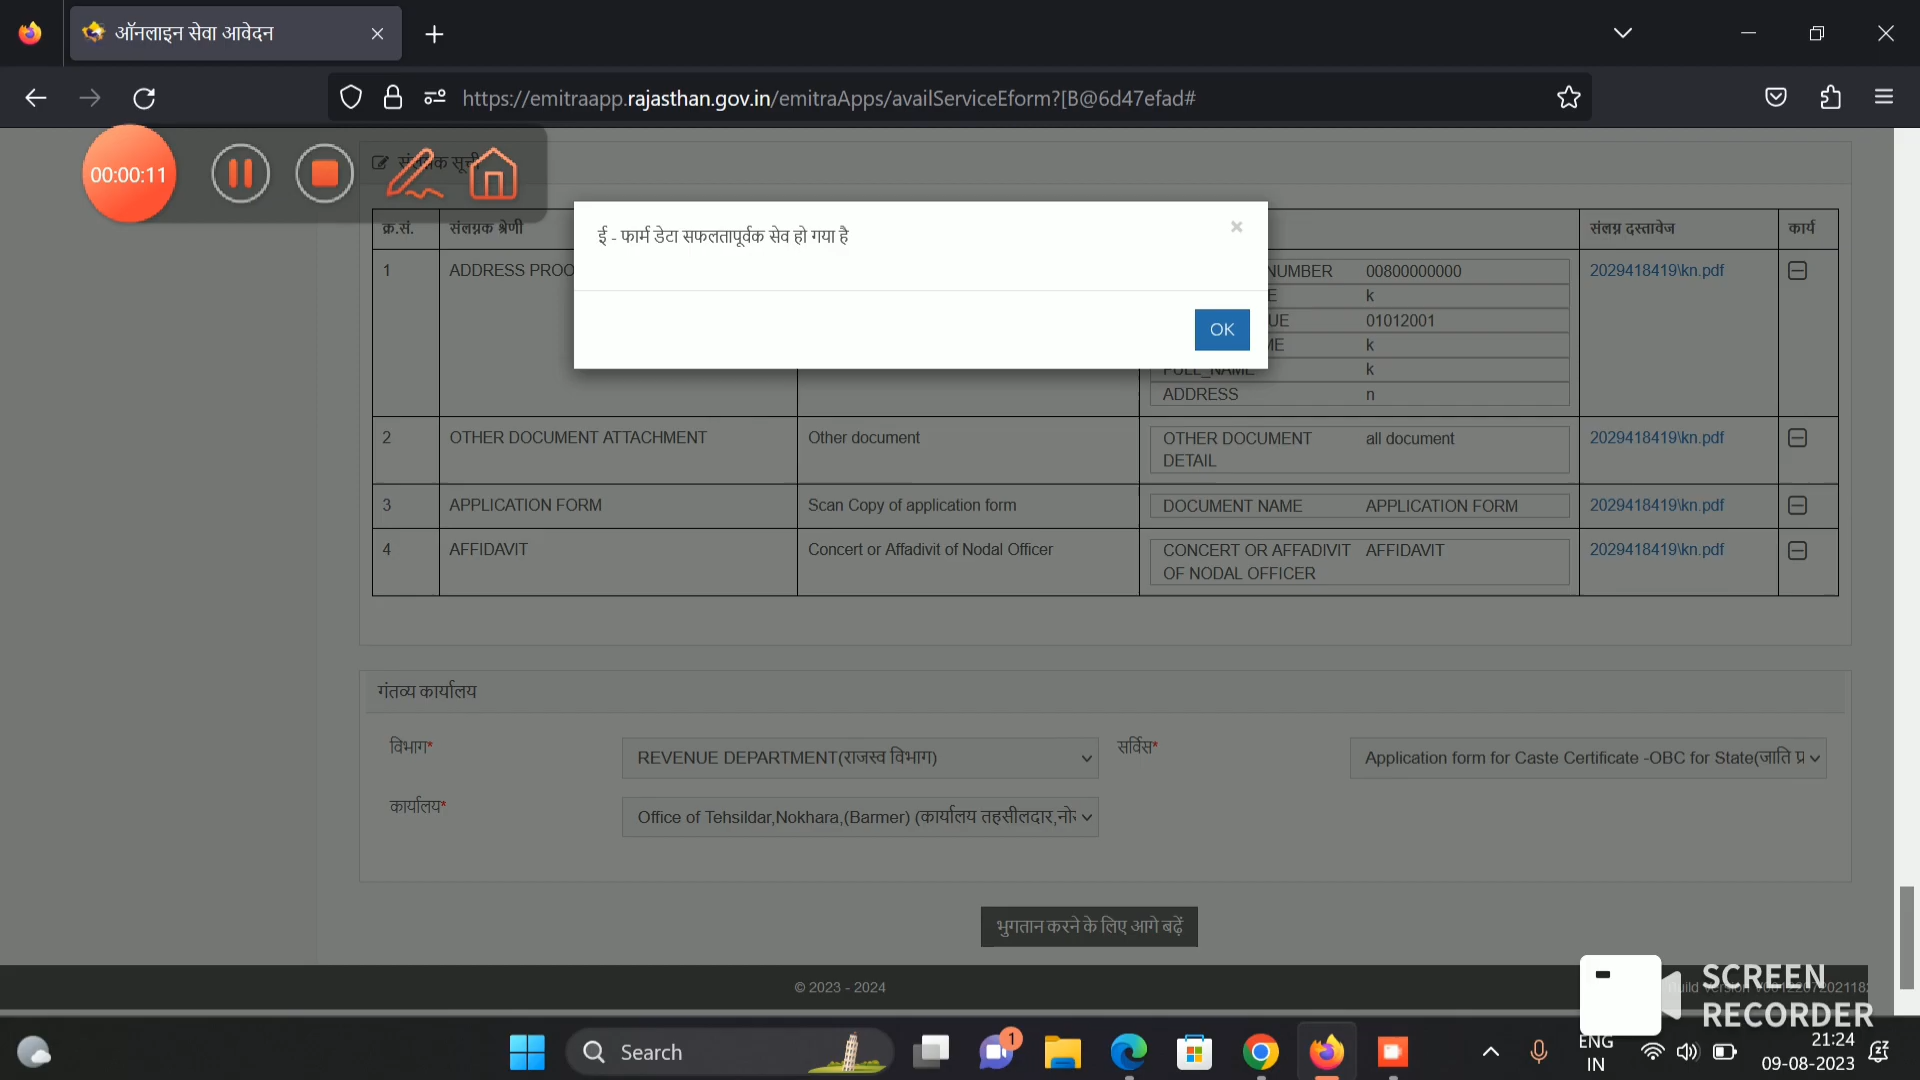 ऑनलाइन सेवा आवेदन
https://emitraapp.rajasthan.gov.in/emitraApps/availServiceEform?[B@6d47efad#
00:00:11
सूची
क्र.सं.
संलग्नक श्रेणी
संलग्न दस्तावेज
कार्य
ई - फार्म डेटा सफलतापूर्वक सेव हो गया है
×
OK
1
ADDRESS PROO
NUMBER 00800000000
E k
UE 01012001
ME k
FULL_NAME k
ADDRESS n
2029418419\kn.pdf
2
OTHER DOCUMENT ATTACHMENT
Other document
OTHER DOCUMENT all document
DETAIL
2029418419\kn.pdf
3
APPLICATION FORM
Scan Copy of application form
DOCUMENT NAME APPLICATION FORM
2029418419\kn.pdf
4
AFFIDAVIT
Concert or Affadivit of Nodal Officer
CONCERT OR AFFADIVIT AFFIDAVIT
OF NODAL OFFICER
2029418419\kn.pdf
गंतव्य कार्यालय
विभाग*
REVENUE DEPARTMENT(राजस्व विभाग)
सर्विस*
Application form for Caste Certificate -OBC for State(जाति प्र
कार्यालय*
Office of Tehsildar,Nokhara,(Barmer) (कार्यालय तहसीलदार,नोख
भुगतान करने के लिए आगे बढ़ें
© 2023 - 2024
SCREEN
RECORDER
Search
1
ENG
IN
21:24
09-08-2023